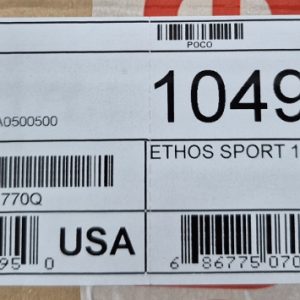 POCO
1049
A0500500
ETHOS SPORT 1
770Q
USA
95 0
6 86775 070